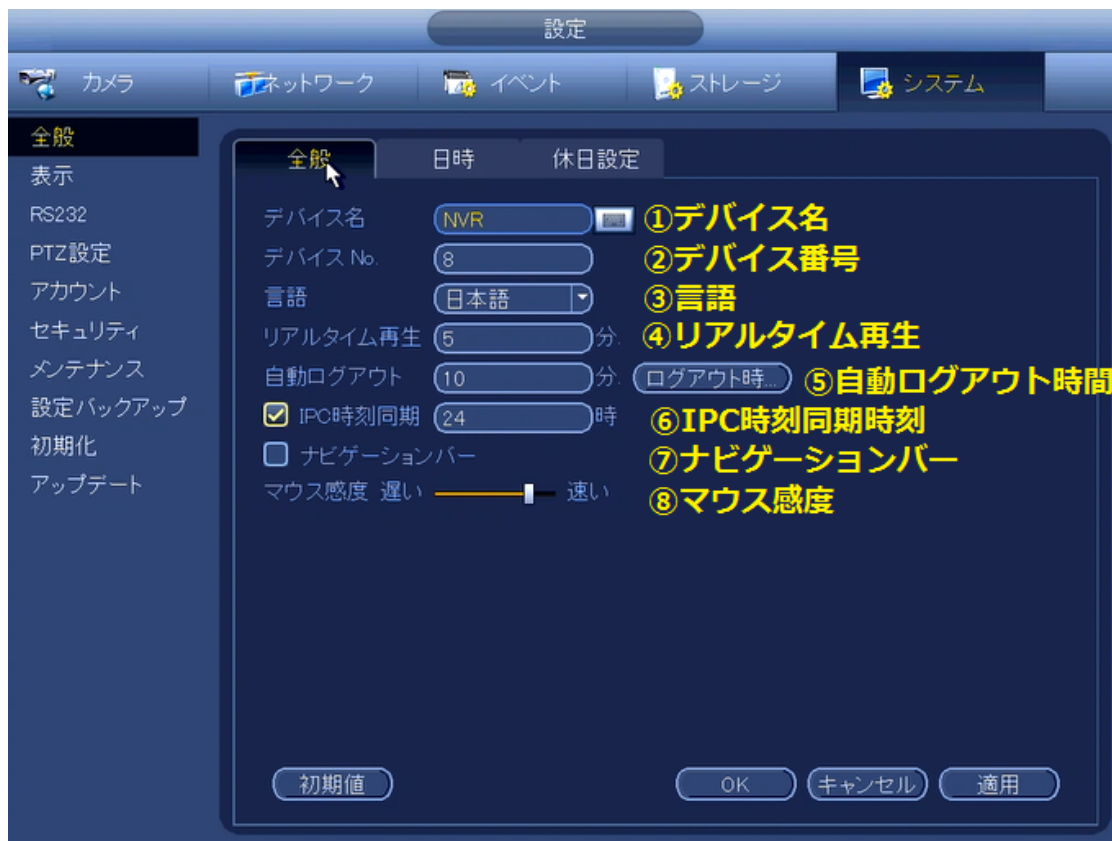 設定
カメラ ネットワーク イベント ストレージ システム
全般
表示
RS232
PTZ設定
アカウント
セキュリティ
メンテナンス
設定バックアップ
初期化
アップデート
全般 日時 休日設定
デバイス名 NVR ①デバイス名
デバイス No. 8 ②デバイス番号
言語 日本語 ③言語
リアルタイム再生 5 分. ④リアルタイム再生
自動ログアウト 10 分. ログアウト時... ⑤自動ログアウト時間
IPC時刻同期 24 時 ⑥IPC時刻同期時刻
ナビゲーションバー ⑦ナビゲーションバー
マウス感度 遅い 速い ⑧マウス感度
初期値 OK キャンセル 適用